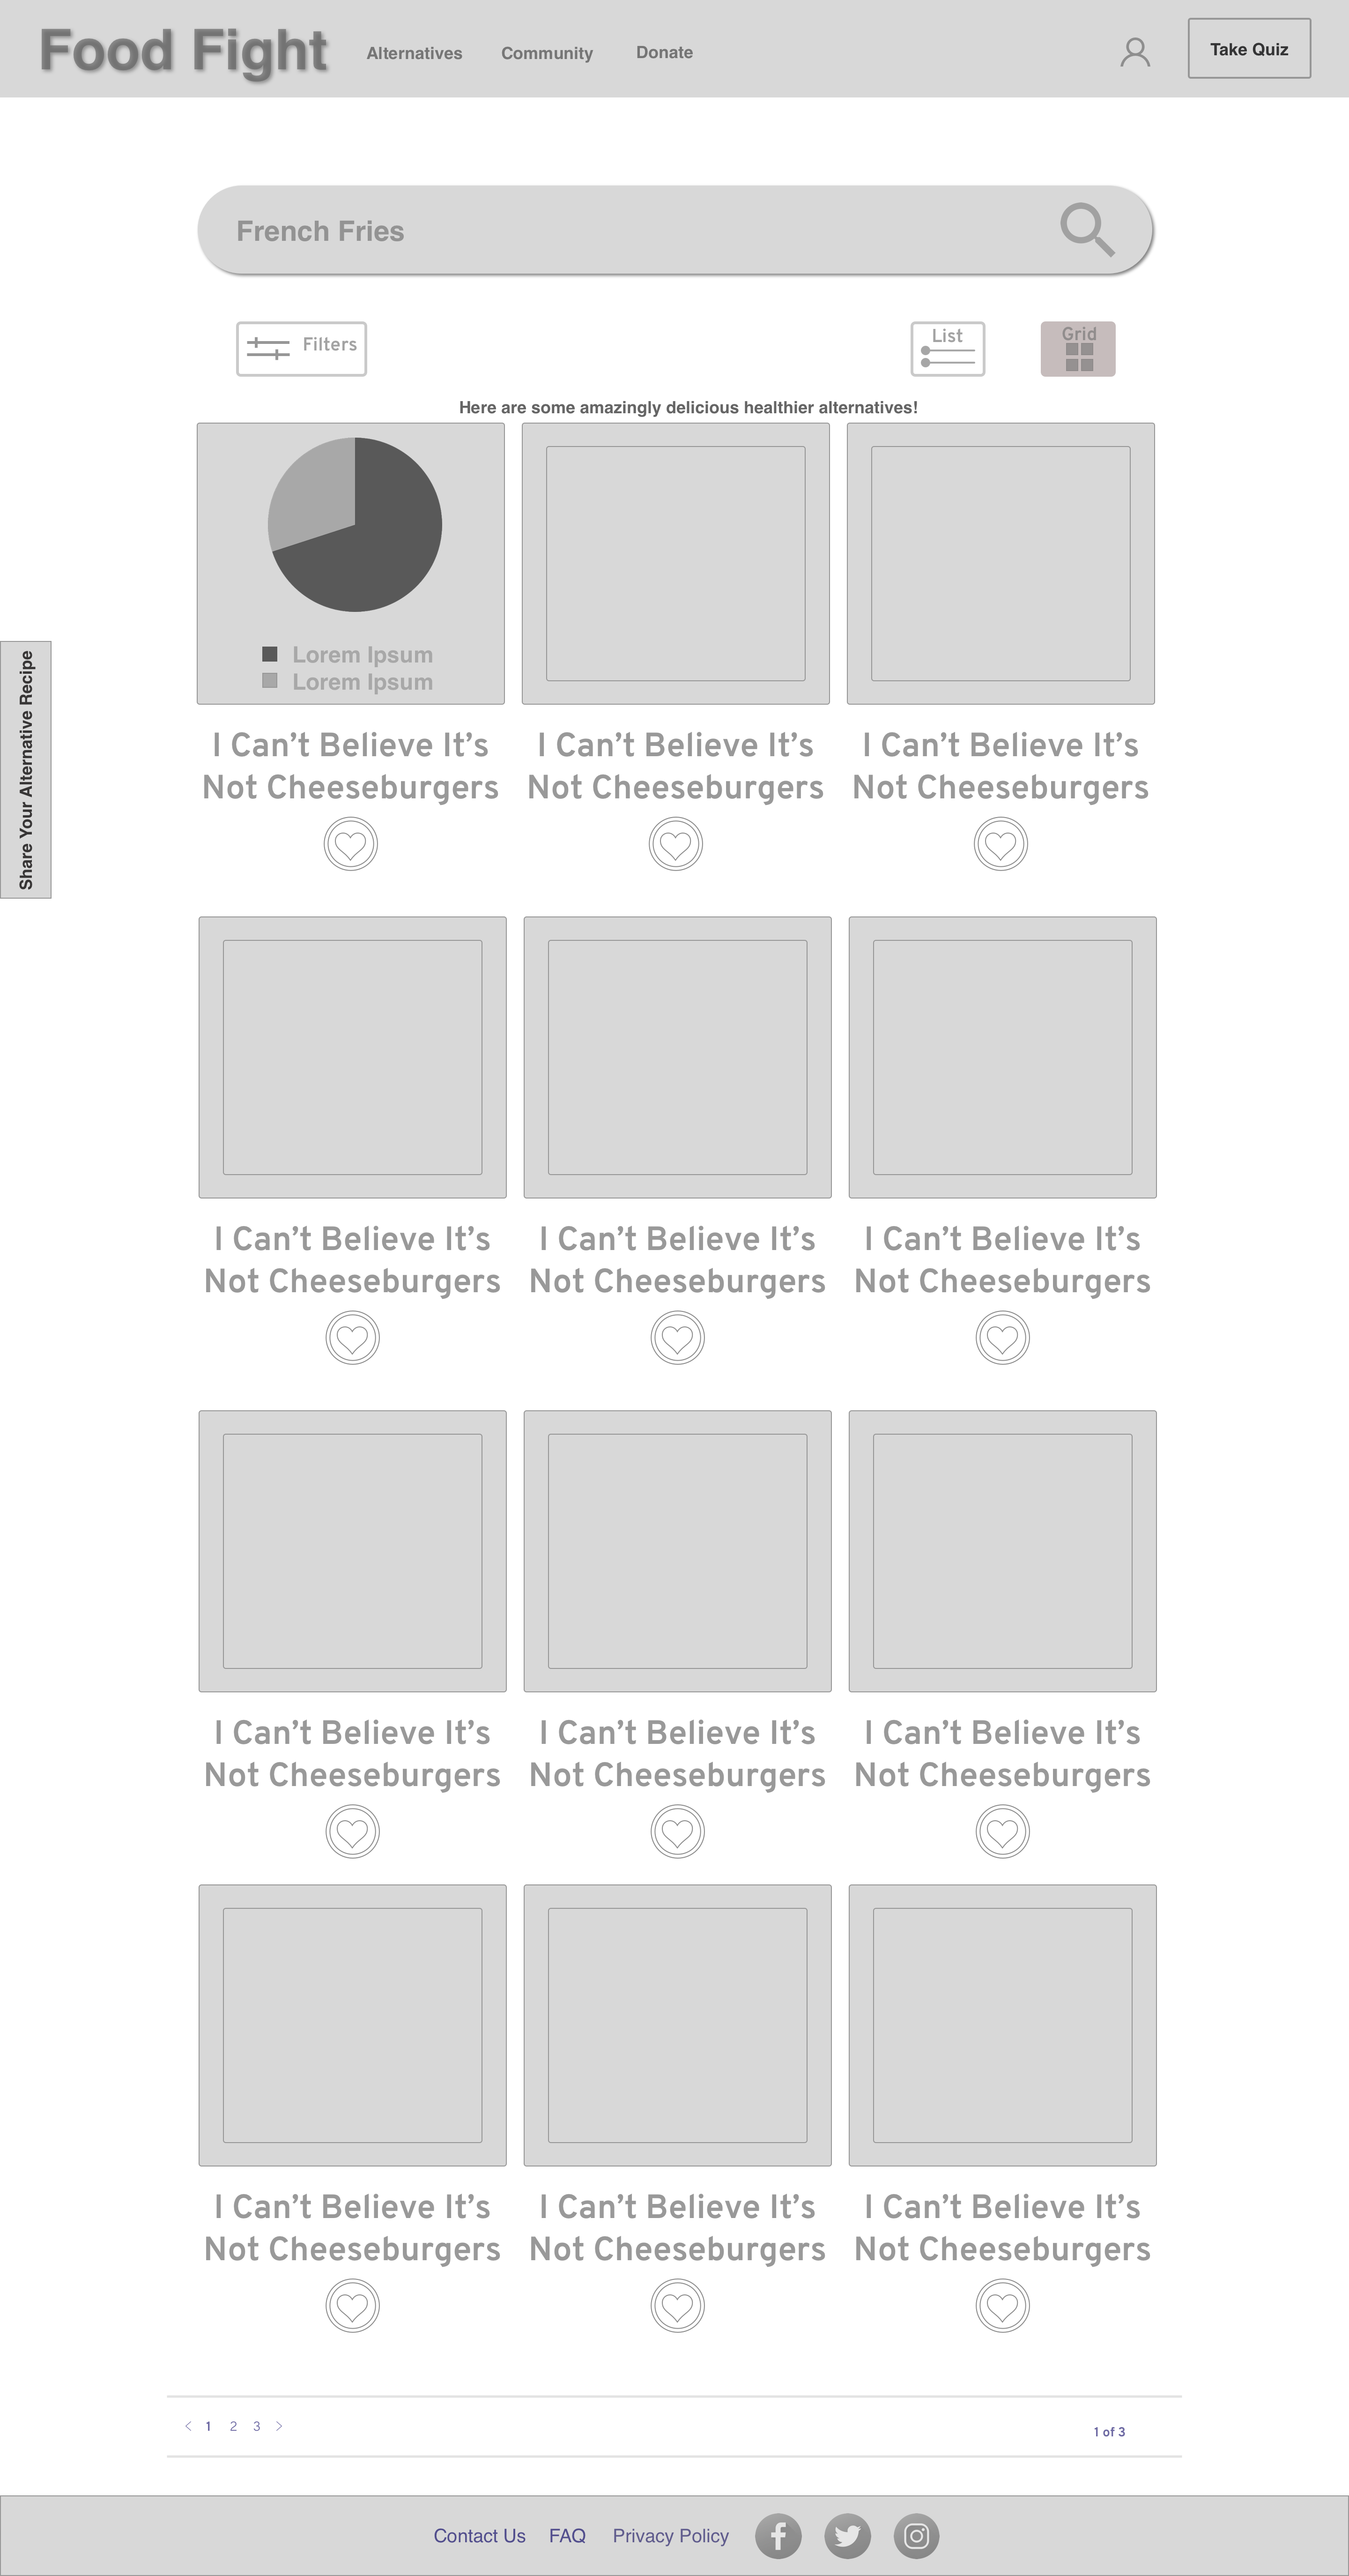 Food Fight
Alternatives
Community
Donate
Take Quiz
French Fries
Filters
List
Grid
Here are some amazingly delicious healthier alternatives!
Lorem Ipsum
Lorem Ipsum
Share Your Alternative Recipe
I Can’t Believe It’s
Not Cheeseburgers
I Can’t Believe It’s
Not Cheeseburgers
I Can’t Believe It’s
Not Cheeseburgers
I Can’t Believe It’s
Not Cheeseburgers
I Can’t Believe It’s
Not Cheeseburgers
I Can’t Believe It’s
Not Cheeseburgers
I Can’t Believe It’s
Not Cheeseburgers
I Can’t Believe It’s
Not Cheeseburgers
I Can’t Believe It’s
Not Cheeseburgers
I Can’t Believe It’s
Not Cheeseburgers
I Can’t Believe It’s
Not Cheeseburgers
I Can’t Believe It’s
Not Cheeseburgers
1 2 3
1 of 3
Contact Us
FAQ
Privacy Policy